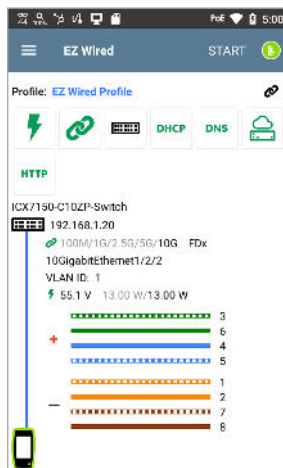 PoE 5:00
EZ Wired START
Profile: EZ Wired Profile
DHCP DNS
HTTP
ICX7150-C10ZP-Switch
192.168.1.20
100M/1G/2.5G/5G/10G FDx
10GigabitEthernet1/2/2
VLAN ID: 1
55.1 V 13.00 W/13.00 W
3
6
+ 4
5
1
2
— 7
8